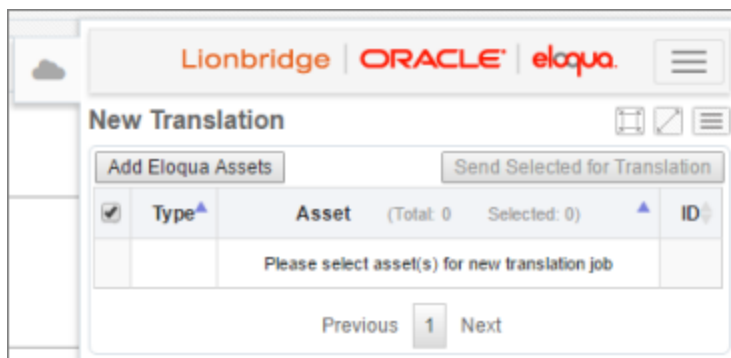 Lionbridge | ORACLE | eloqua.
New Translation
Add Eloqua Assets Send Selected for Translation
Type Asset (Total: 0 Selected: 0) ID
Please select asset(s) for new translation job
Previous 1 Next